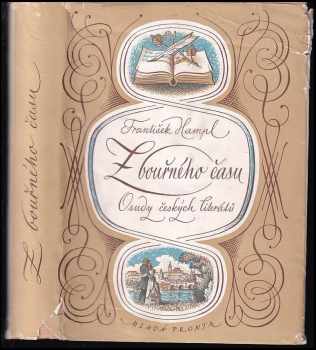 Z bouřného času
František Hampl
Z bouřného času
Osudy českých literátů
MLADÁ FRONTA